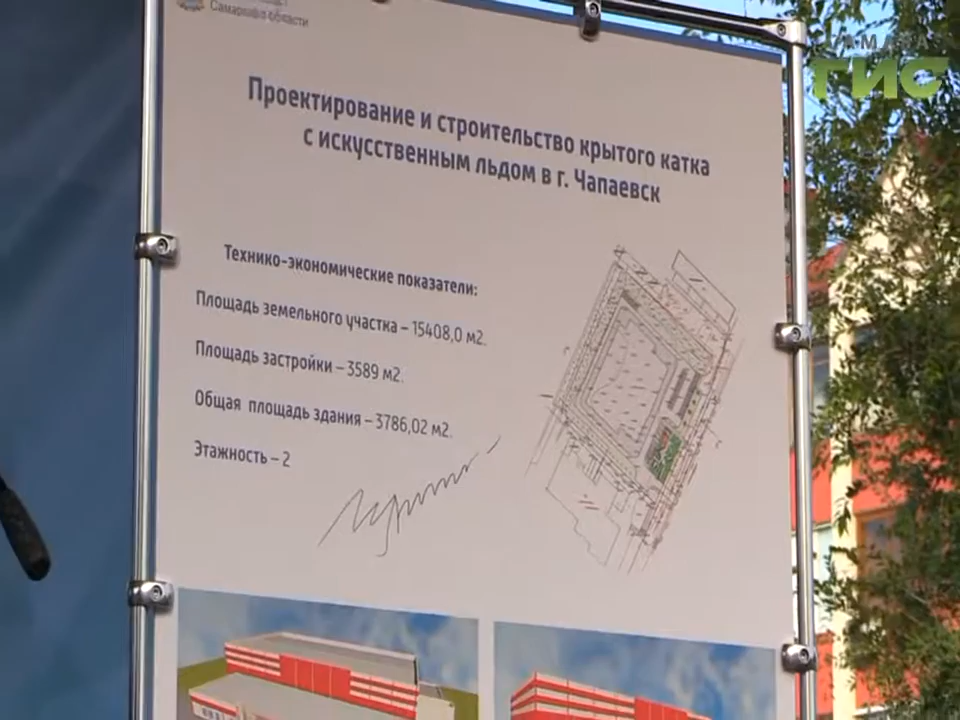 Самарской области
САМАРА
ГИС
Проектирование и строительство крытого катка
с искусственным льдом в г. Чапаевск
Технико-экономические показатели:
Площадь земельного участка – 15408,0 м2.
Площадь застройки – 3589 м2.
Общая площадь здания – 3786,02 м2.
Этажность – 2